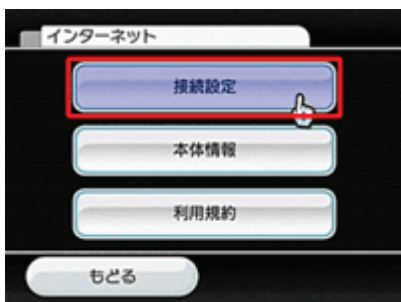 インターネット
接続設定
本体情報
利用規約
もどる